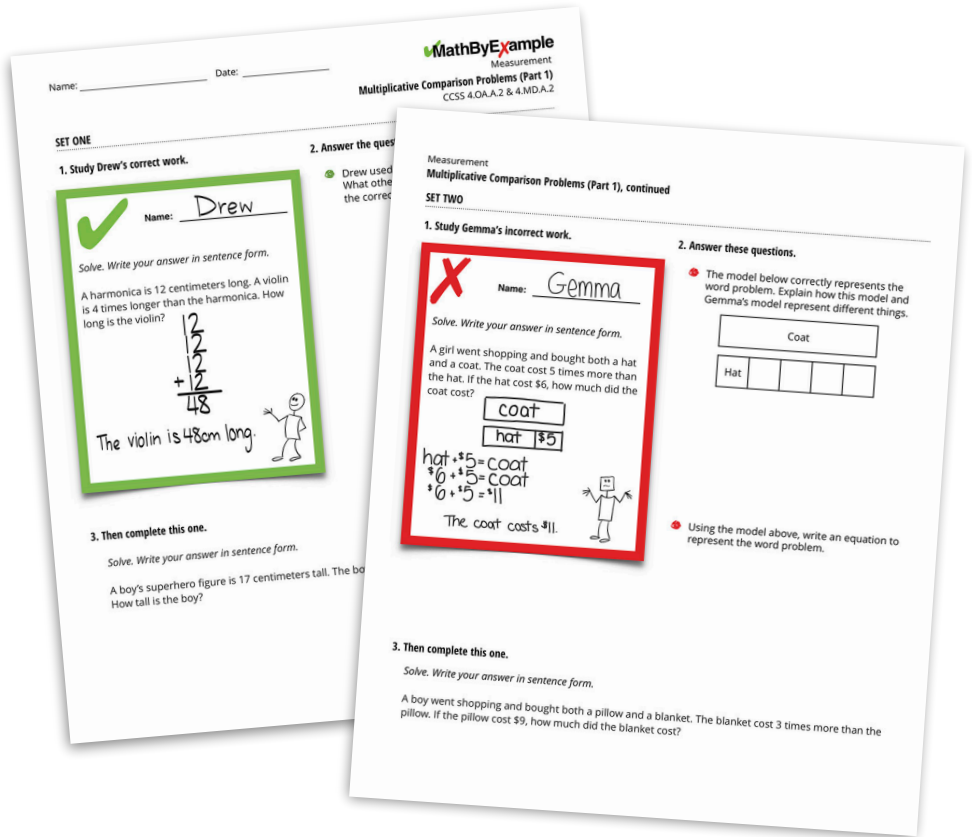 Name:
Date:
MathByExample
Measurement
Multiplicative Comparison Problems (Part 1)
CCSS 4.OA.A.2 & 4.MD.A.2
SET ONE
1. Study Drew's correct work.
Name: Drew
Solve. Write your answer in sentence form.
A harmonica is 12 centimeters long. A violin
is 4 times longer than the harmonica. How
long is the violin?
12
12
12
+ 12
48
The violin is 48cm long.
2. Answer the
Drew used
What
the
3. Then complete this one.
Solve. Write your answer in sentence form.
A boy's superhero figure is 17 centimeters tall. The
How tall is the boy?
Measurement
Multiplicative Comparison Problems (Part 1), continued
SET TWO
1. Study Gemma's incorrect work.
Name: Gemma
Solve. Write your answer in sentence form.
A girl went shopping and bought both a hat
and a coat. The coat cost 5 times more than
the hat. If the hat cost $6, how much did the
coat cost?
coat
hat $5
hat + $5 = coat
$6 + $5 = coat
$6 + $5 = $11
The coat costs $11.
2. Answer these questions.
The model below correctly represents the
word problem. Explain how this model and
Gemma's model represent different things.
Coat
Hat
Using the model above, write an equation to
represent the word problem.
3. Then complete this one.
Solve. Write your answer in sentence form.
A boy went shopping and bought both a pillow and a blanket. The blanket cost 3 times more than the
pillow. If the pillow cost $9, how much did the blanket cost?